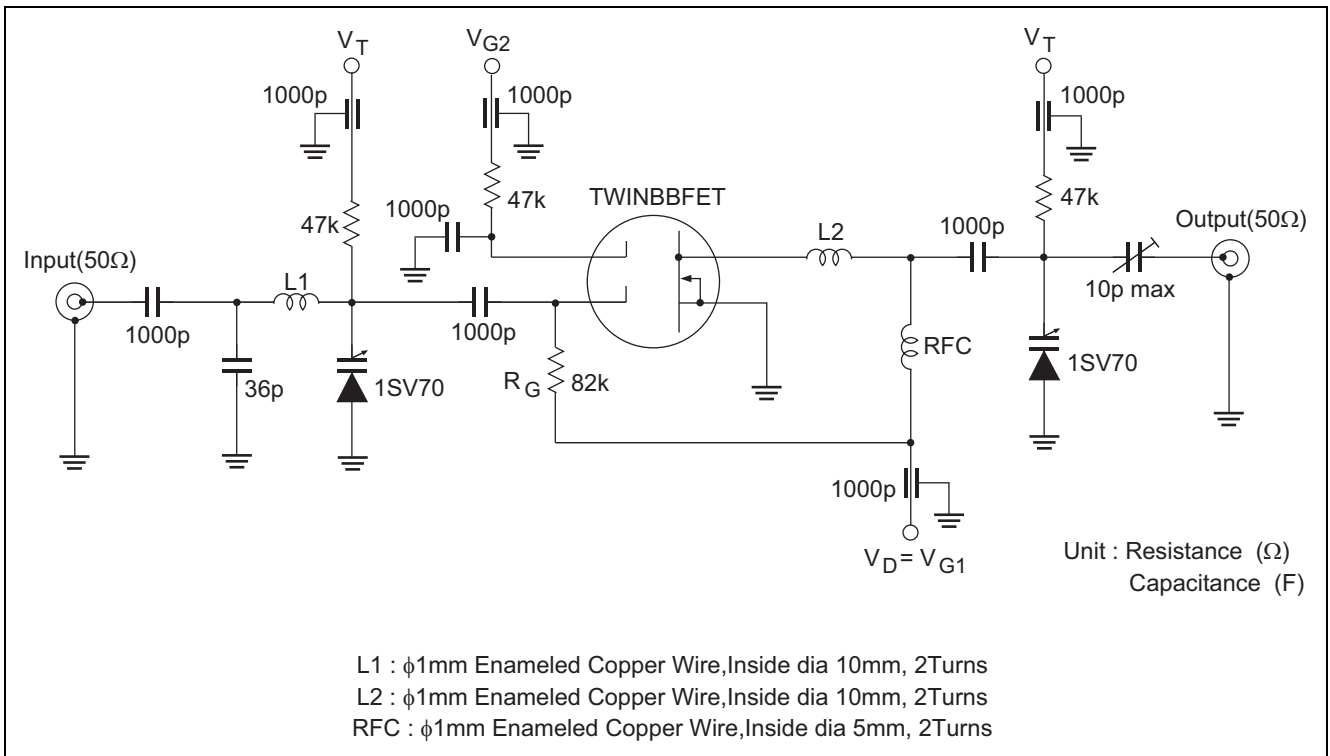 V_T
V_G2
V_T
1000p
1000p
1000p
47k
47k
47k
1000p
TWINBBFET
L2
1000p
Output(50Ω)
Input(50Ω)
L1
10p max
1000p
1000p
RFC
36p
1SV70
R_G
82k
1SV70
1000p
V_D = V_G1
Unit : Resistance (Ω)
Capacitance (F)
L1 : ϕ1mm Enameled Copper Wire,Inside dia 10mm, 2Turns
L2 : ϕ1mm Enameled Copper Wire,Inside dia 10mm, 2Turns
RFC : ϕ1mm Enameled Copper Wire,Inside dia 5mm, 2Turns